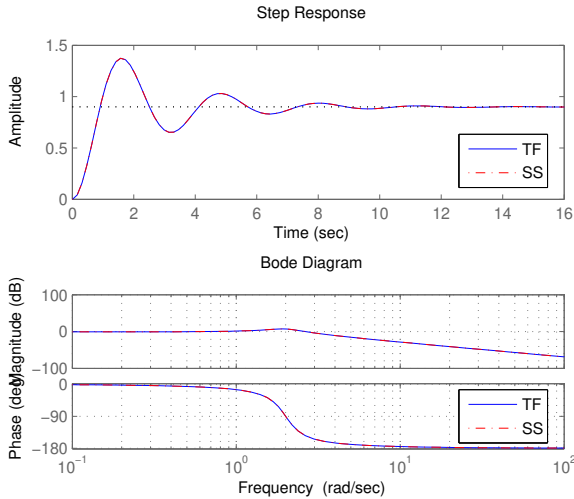 Step Response
1.5
1
0.5
0
Amplitude
TF
SS
0 2 4 6 8 10 12 14 16
Time (sec)
Bode Diagram
100
0
−100
Magnitude (dB)
0
−90
−180
Phase (deg)
TF
SS
10^−1 10^0 10^1 10^2
Frequency (rad/sec)